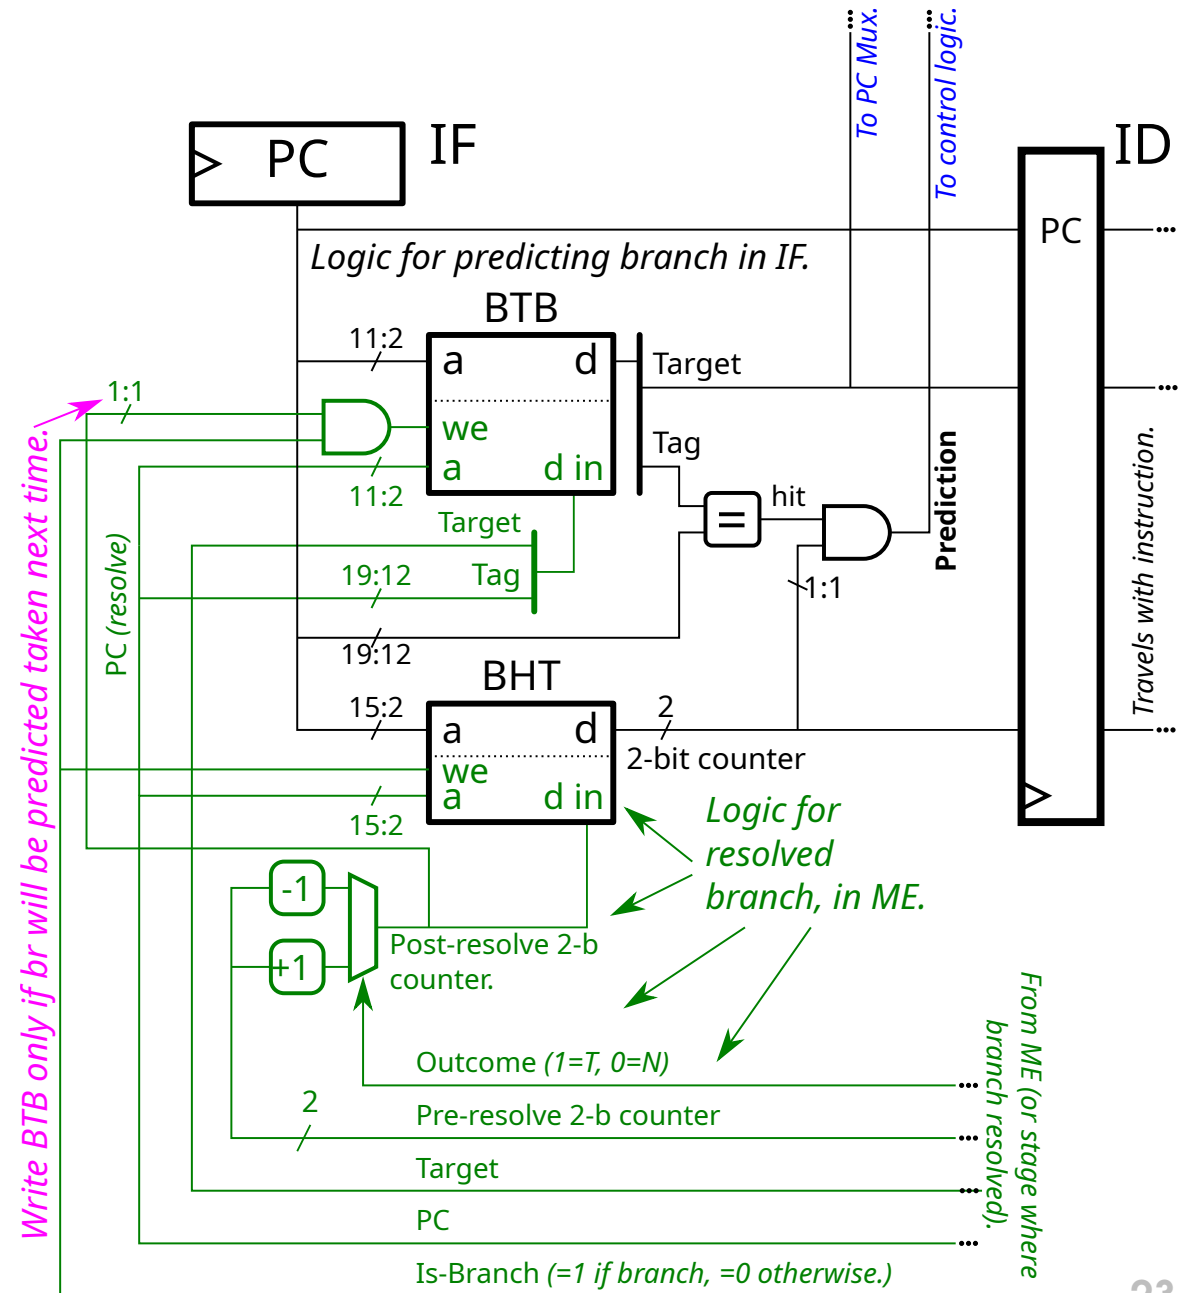 To PC Mux.
To control logic.
IF
ID
PC
PC
Logic for predicting branch in IF.
BTB
11:2
a
d
Target
1:1
we
Tag
a
d in
11:2
hit
=
Prediction
Target
19:12
Tag
1:1
PC (resolve)
19:12
BHT
15:2
a
d
2
2-bit counter
we
a
d in
15:2
Travels with instruction.
Write BTB only if br will be predicted taken next time.
Logic for
resolved
branch, in ME.
-1
+1
Post-resolve 2-b
counter.
Outcome (1=T, 0=N)
2
Pre-resolve 2-b counter
Target
PC
Is-Branch (=1 if branch, =0 otherwise.)
From ME (or stage where
branch resolved).
23